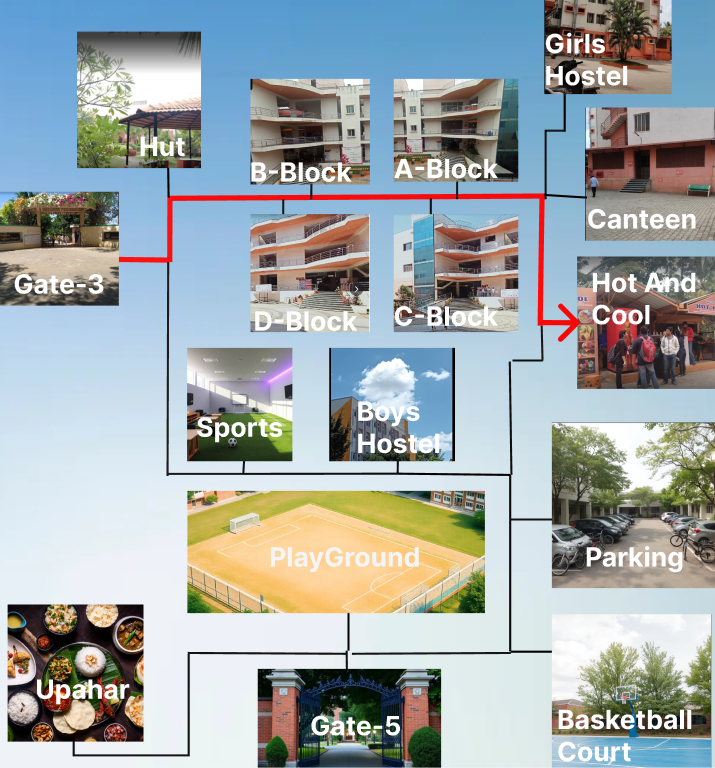 Girls
Hostel
Hut
B-Block
A-Block
Canteen
Gate-3
Hot And
Cool
D-Block
C-Block
Sports
Boys
Hostel
PlayGround
Parking
Upahar
Gate-5
Basketball
Court